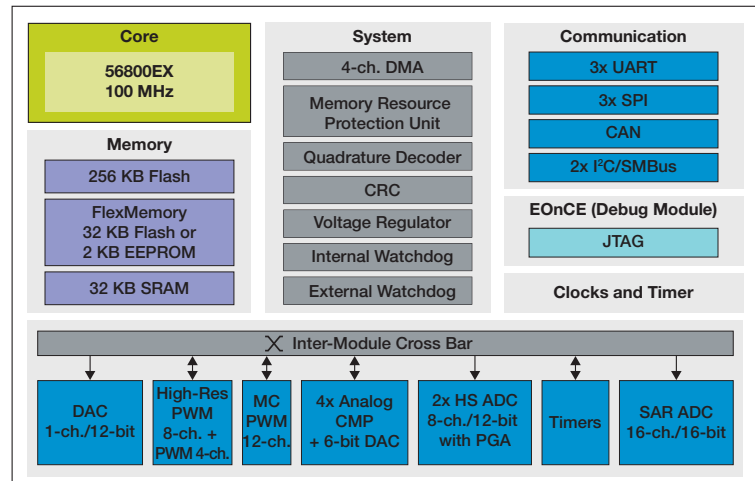 Core
56800EX
100 MHz
Memory
256 KB Flash
FlexMemory
32 KB Flash or
2 KB EEPROM
32 KB SRAM
System
4-ch. DMA
Memory Resource
Protection Unit
Quadrature Decoder
CRC
Voltage Regulator
Internal Watchdog
External Watchdog
Communication
3x UART
3x SPI
CAN
2x I²C/SMBus
EOnCE (Debug Module)
JTAG
Clocks and Timer
Inter-Module Cross Bar
DAC
1-ch./12-bit
High-Res
PWM
8-ch. +
PWM 4-ch.
MC
PWM
12-ch.
4x Analog
CMP
+ 6-bit DAC
2x HS ADC
8-ch./12-bit
with PGA
Timers
SAR ADC
16-ch./16-bit